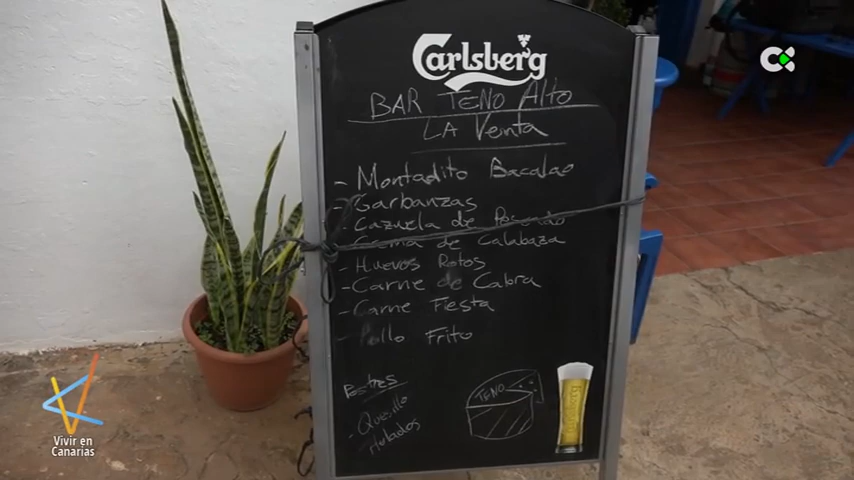 Carlsberg
BAR TENO Alto
LA Venta
- Montadito Bacalao
- Garbanzas
- Cazuela de Pescado
- Crema de Calabaza
- Huevos Rotos
- Carne de Cabra
- Carne Fiesta
- Pollo Frito
Postres
- Quesillo
- Helados
TENO
Vivir en
Canarias